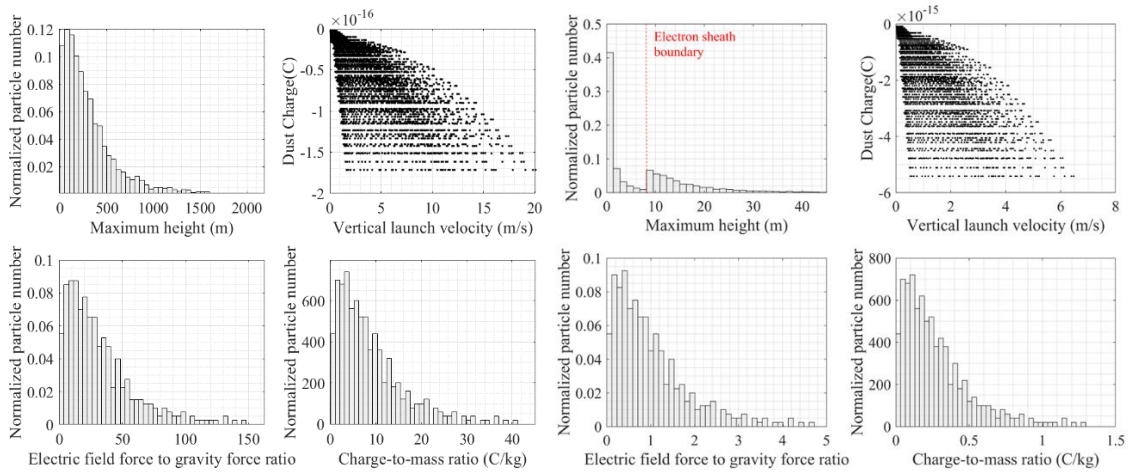 Normalized particle number
0.12
0.10
0.08
0.06
0.04
0.02
0 500 1000 1500 2000
Maximum height (m)
×10⁻¹⁶
Dust Charge(C)
0
-0.5
-1
-1.5
-2
0 5 10 15 20
Vertical launch velocity (m/s)
Normalized particle number
0.5
0.4
0.3
0.2
0.1
0
Electron sheath
boundary
0 10 20 30 40
Maximum height (m)
×10⁻¹⁵
Dust Charge(C)
0
-2
-4
-6
0 2 4 6 8
Vertical launch velocity (m/s)
Normalized particle number
0.1
0.08
0.06
0.04
0.02
0
0 50 100 150
Electric field force to gravity force ratio
Normalized particle number
600
400
200
0
0 10 20 30 40
Charge-to-mass ratio (C/kg)
Normalized particle number
0.1
0.08
0.06
0.04
0.02
0
0 1 2 3 4 5
Electric field force to gravity force ratio
Normalized particle number
800
600
400
200
0
0 0.5 1 1.5
Charge-to-mass ratio (C/kg)